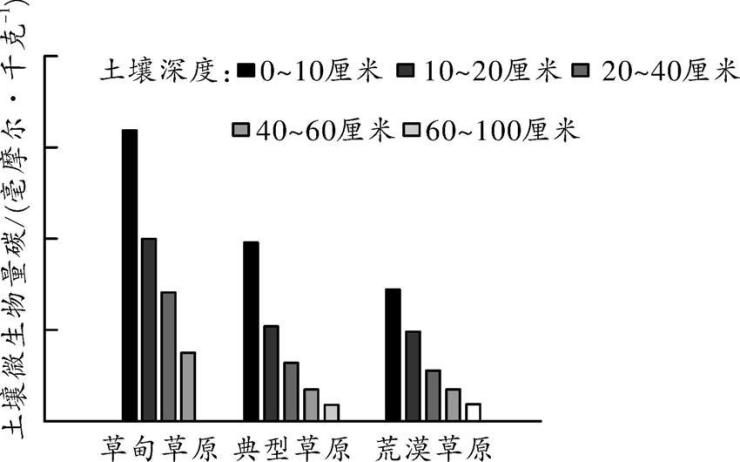 土壤微生物量碳/(毫摩尔·千克⁻¹)
土壤深度：0~10厘米 10~20厘米 20~40厘米
40~60厘米 60~100厘米
草甸草原 典型草原 荒漠草原